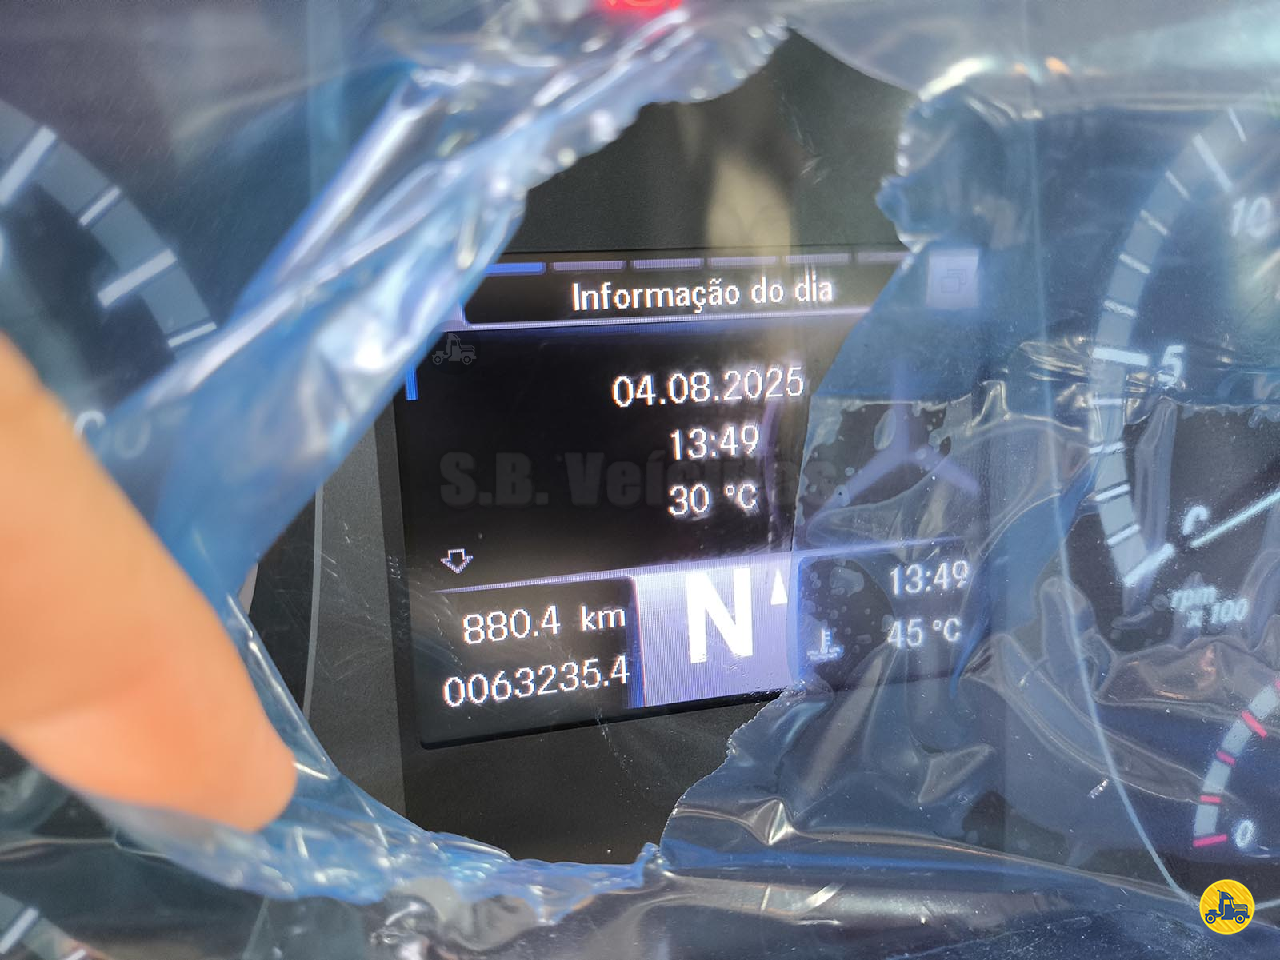 10
Informação do dia
5
04.08.2025
13:49
S.B. Veículos
30 °C
N
880.4 km
0063235.4
13:49
45 °C
rpm
x 100
0